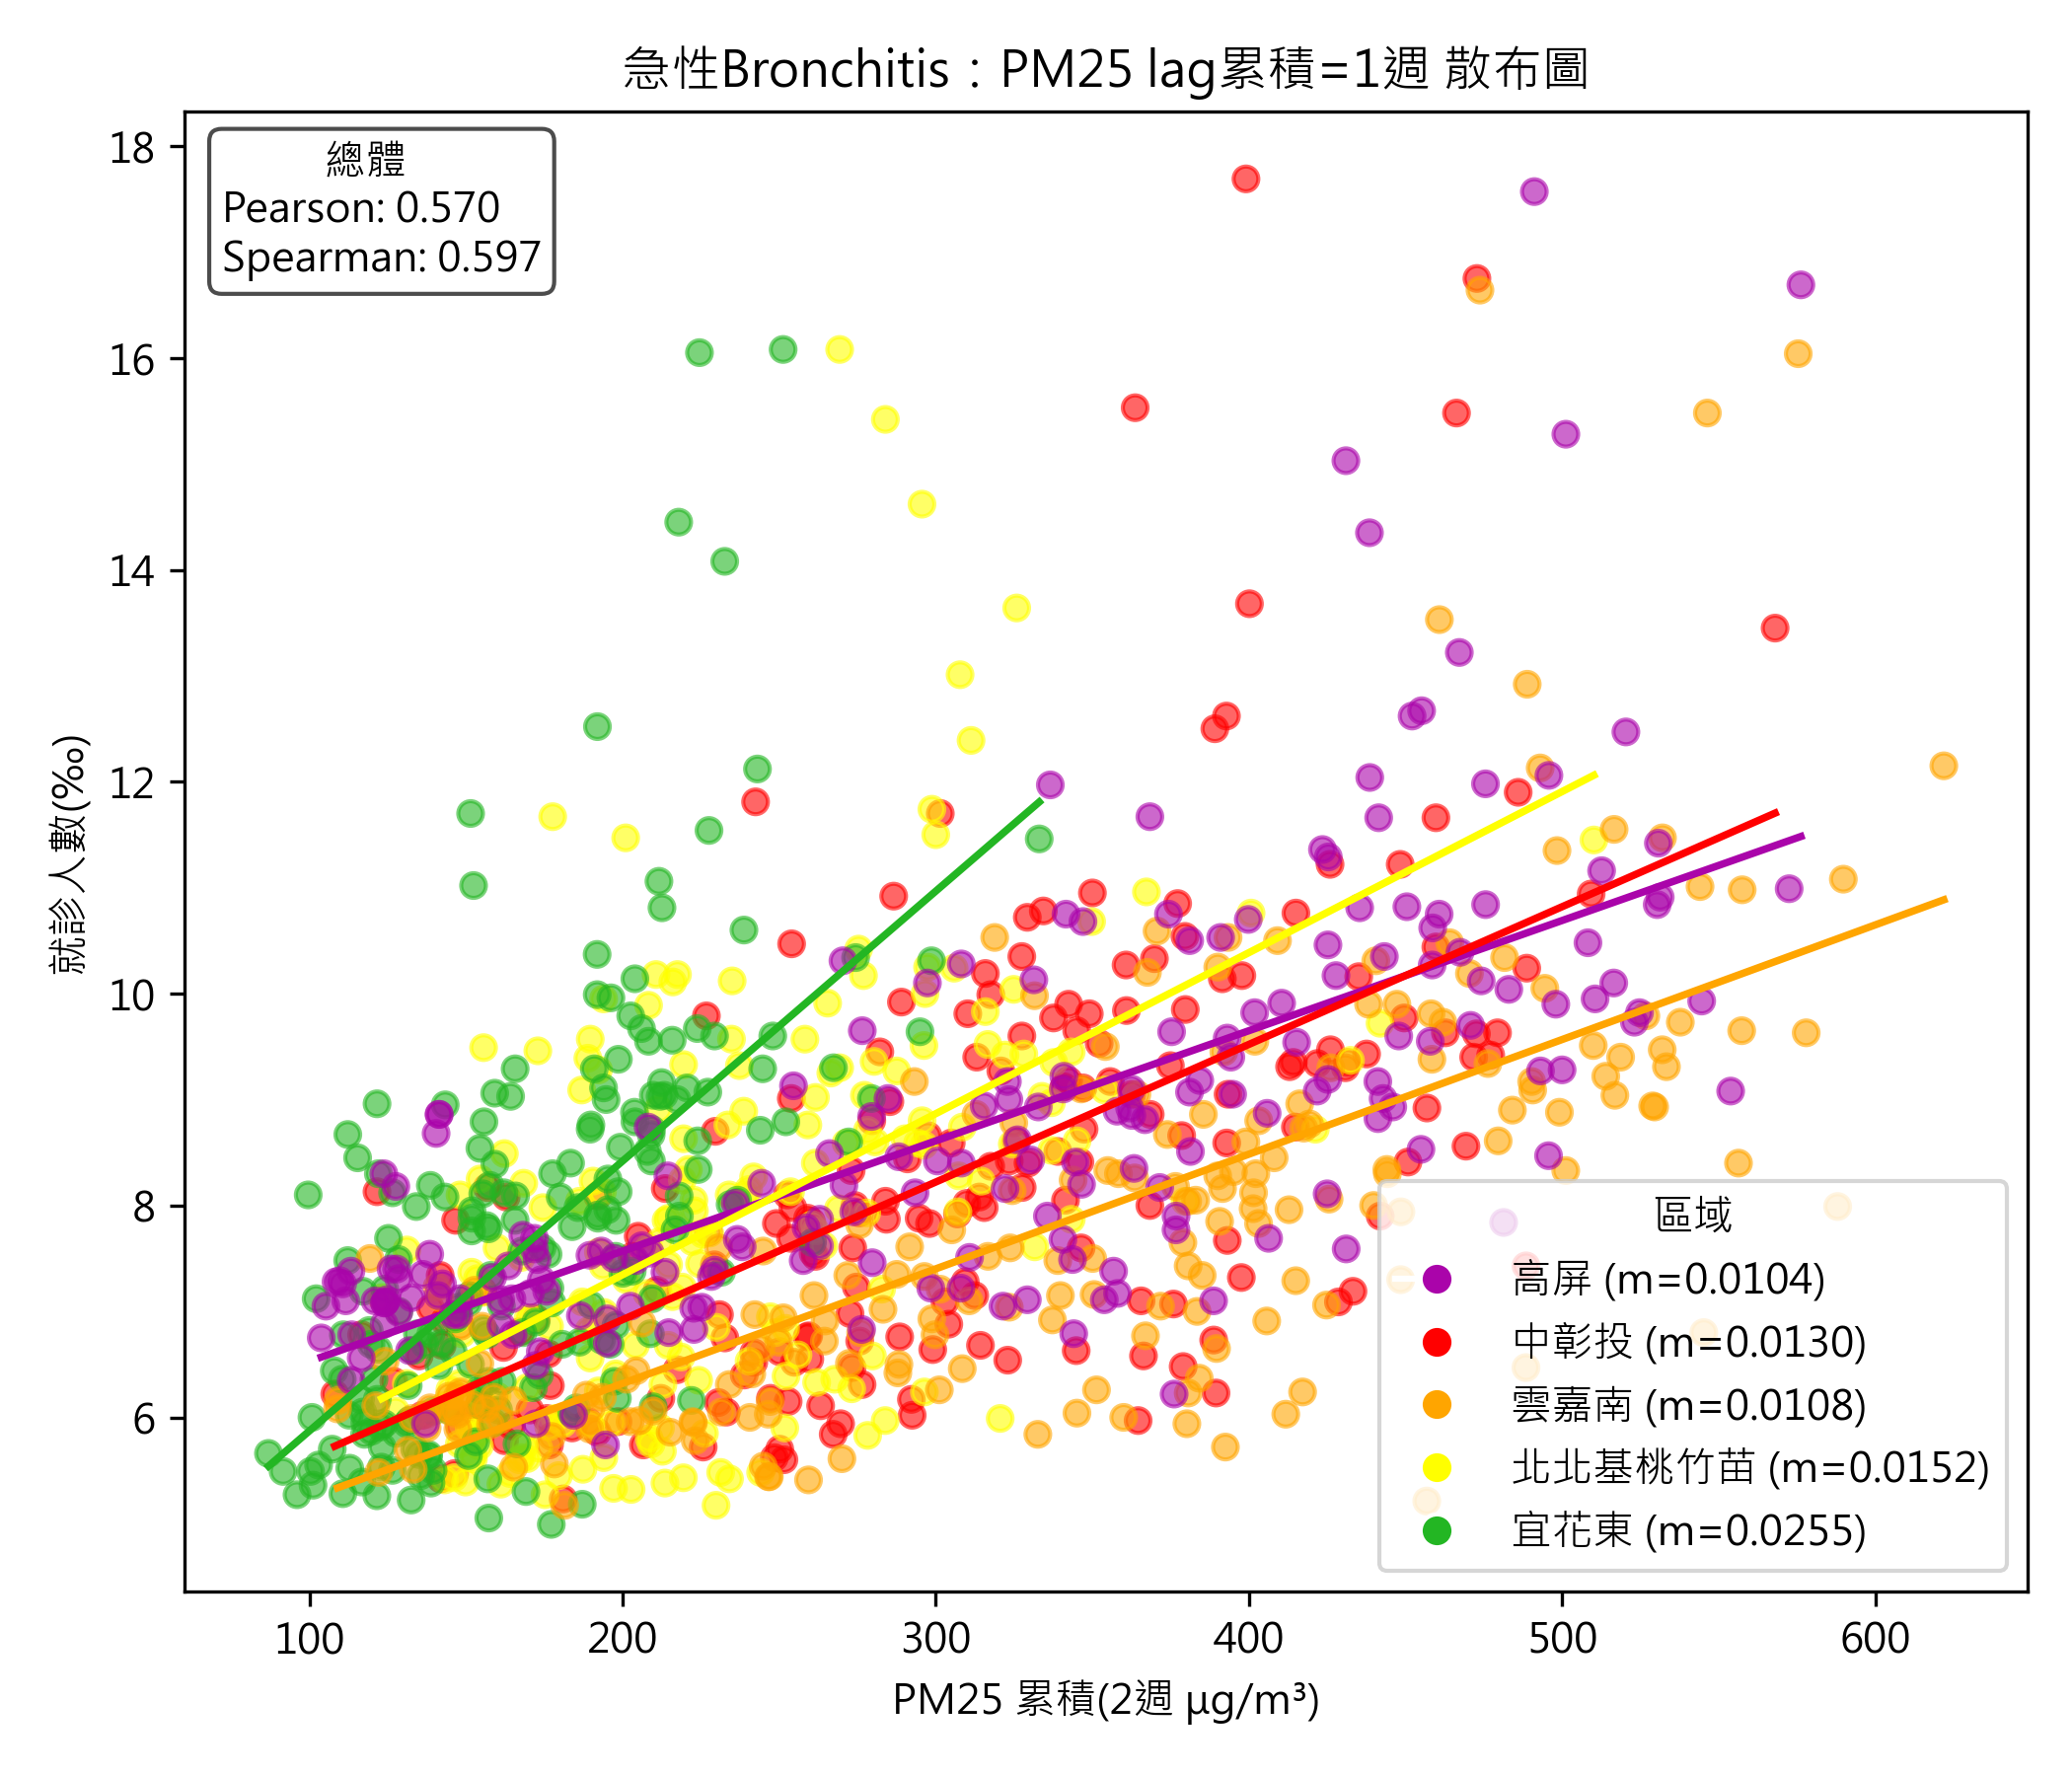 急性Bronchitis：PM25 lag累積=1週 散布圖
總體
Pearson: 0.570
Spearman: 0.597
就診人數(‰)
18
16
14
12
10
8
6
區域
高屏 (m=0.0104)
中彰投 (m=0.0130)
雲嘉南 (m=0.0108)
北北基桃竹苗 (m=0.0152)
宜花東 (m=0.0255)
100 200 300 400 500 600
PM25 累積(2週 μg/m³)